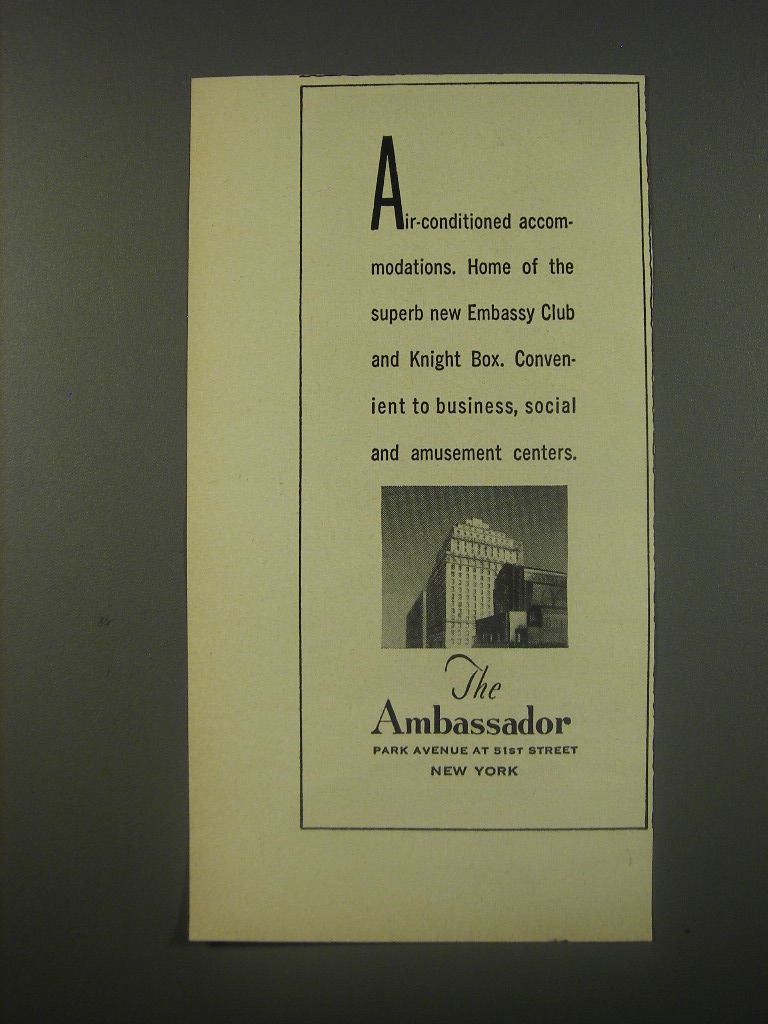 Air-conditioned accom-
modations. Home of the
superb new Embassy Club
and Knight Box. Conven-
ient to business, social
and amusement centers.
The
Ambassador
PARK AVENUE AT 51ST STREET
NEW YORK